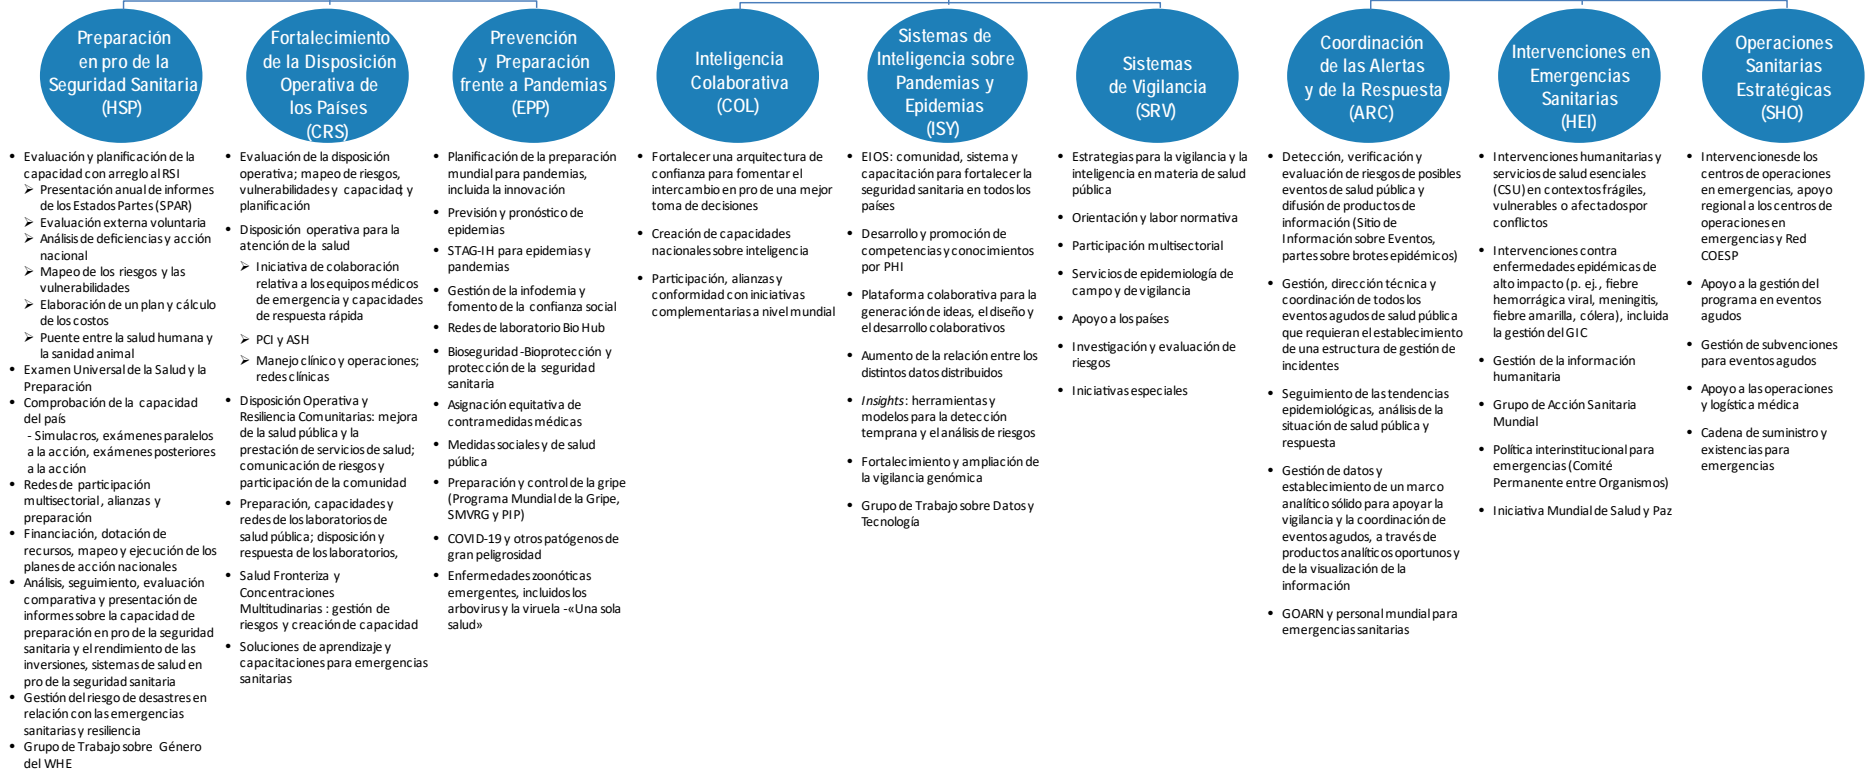 Preparación
en pro de la
Seguridad Sanitaria
(HSP)
• Evaluación y planificación de la
capacidad con arreglo al RSI
➢ Presentación anual de informes
de los Estados Partes (SPAR)
➢ Evaluación externa voluntaria
➢ Análisis de deficiencias y acción
nacional
➢ Mapeo de los riesgos y las
vulnerabilidades
➢ Elaboración de un plan y cálculo
de los costos
➢ Puente entre la salud humana y
la sanidad animal
• Examen Universal de la Salud y la
Preparación
• Comprobación de la capacidad
del país
- Simulacros, exámenes paralelos
a la acción, exámenes posteriores
a la acción
• Redes de participación
multisectorial, alianzas y
preparación
• Financiación, dotación de
recursos, mapeo y ejecución de los
planes de acción nacionales
• Análisis, seguimiento, evaluación
comparativa y presentación de
informes sobre la capacidad de
preparación en pro de la seguridad
sanitaria y el rendimiento de las
inversiones, sistemas de salud en
pro de la seguridad sanitaria
• Gestión del riesgo de desastres en
relación con las emergencias
sanitarias y resiliencia
• Grupo de Trabajo sobre Género
del WHE
Fortalecimiento
de la Disposición
Operativa de
los Países
(CRS)
• Evaluación de la disposición
operativa; mapeo de riesgos,
vulnerabilidades y capacidad; y
planificación
• Disposición operativa para la
atención de la salud
➢ Iniciativa de colaboración
relativa a los equipos médicos
de emergencia y capacidades
de respuesta rápida
➢ PCI y ASH
➢ Manejo clínico y operaciones;
redes clínicas
• Disposición Operativa y
Resiliencia Comunitarias: mejora
de la salud pública y la
prestación de servicios de salud;
comunicación de riesgos y
participación de la comunidad
• Preparación, capacidades y
redes de los laboratorios de
salud pública; disposición y
respuesta de los laboratorios,
• Salud Fronteriza y
Concentraciones
Multitudinarias : gestión de
riesgos y creación de capacidad
• Soluciones de aprendizaje y
capacitaciones para emergencias
sanitarias
Prevención
y Preparación
frente a Pandemias
(EPP)
• Planificación de la preparación
mundial para pandemias,
incluida la innovación
• Previsión y pronóstico de
epidemias
• STAG-IH para epidemias y
pandemias
• Gestión de la infodemia y
fomento de la confianza social
• Redes de laboratorio Bio Hub
• Bioseguridad -Bioprotección y
protección de la seguridad
sanitaria
• Asignación equitativa de
contramedidas médicas
• Medidas sociales y de salud
pública
• Preparación y control de la gripe
(Programa Mundial de la Gripe,
SMVRG y PIP)
• COVID-19 y otros patógenos de
gran peligrosidad
• Enfermedades zoonóticas
emergentes, incluidos los
arbovirus y la viruela -«Una sola
salud»
Inteligencia
Colaborativa
(COL)
• Fortalecer una arquitectura de
confianza para fomentar el
intercambio en pro de una mejor
toma de decisiones
• Creación de capacidades
nacionales sobre inteligencia
• Participación, alianzas y
conformidad con iniciativas
complementarias a nivel mundial
Sistemas de
Inteligencia sobre
Pandemias y
Epidemias
(ISY)
• EIOS: comunidad, sistema y
capacitación para fortalecer la
seguridad sanitaria en todos los
países
• Desarrollo y promoción de
competencias y conocimientos
por PHI
• Plataforma colaborativa para la
generación de ideas, el diseño y
el desarrollo colaborativos
• Aumento de la relación entre los
distintos datos distribuidos
• Insights: herramientas y
modelos para la detección
temprana y el análisis de riesgos
• Fortalecimiento y ampliación de
la vigilancia genómica
• Grupo de Trabajo sobre Datos y
Tecnología
Sistemas
de Vigilancia
(SRV)
• Estrategias para la vigilancia y la
inteligencia en materia de salud
pública
• Orientación y labor normativa
• Participación multisectorial
• Servicios de epidemiología de
campo y de vigilancia
• Apoyo a los países
• Investigación y evaluación de
riesgos
• Iniciativas especiales
Coordinación
de las Alertas
y de la Respuesta
(ARC)
• Detección, verificación y
evaluación de riesgos de posibles
eventos de salud pública y
difusión de productos de
información (Sitio de
Información sobre Eventos,
partes sobre brotes epidémicos)
• Gestión, dirección técnica y
coordinación de todos los
eventos agudos de salud pública
que requieran el establecimiento
de una estructura de gestión de
incidentes
• Seguimiento de las tendencias
epidemiológicas, análisis de la
situación de salud pública y
respuesta
• Gestión de datos y
establecimiento de un marco
analítico sólido para apoyar la
vigilancia y la coordinación de
eventos agudos, a través de
productos analíticos oportunos y
de la visualización de la
información
• GOARN y personal mundial para
emergencias sanitarias
Intervenciones en
Emergencias
Sanitarias
(HEI)
• Intervenciones humanitarias y
servicios de salud esenciales
(CSU) en contextos frágiles,
vulnerables o afectados por
conflictos
• Intervenciones contra
enfermedades epidémicas de
alto impacto (p. ej., fiebre
hemorrágica viral, meningitis,
fiebre amarilla, cólera), incluida
la gestión del GIC
• Gestión de la información
humanitaria
• Grupo de Acción Sanitaria
Mundial
• Política interinstitucional para
emergencias (Comité
Permanente entre Organismos)
• Iniciativa Mundial de Salud y Paz
Operaciones
Sanitarias
Estratégicas
(SHO)
• Intervenciones de los
centros de operaciones
en emergencias, apoyo
regional a los centros de
operaciones en
emergencias y Red
COESP
• Apoyo a la gestión del
programa en eventos
agudos
• Gestión de subvenciones
para eventos agudos
• Apoyo a las operaciones
y logística médica
• Cadena de suministro y
existencias para
emergencias